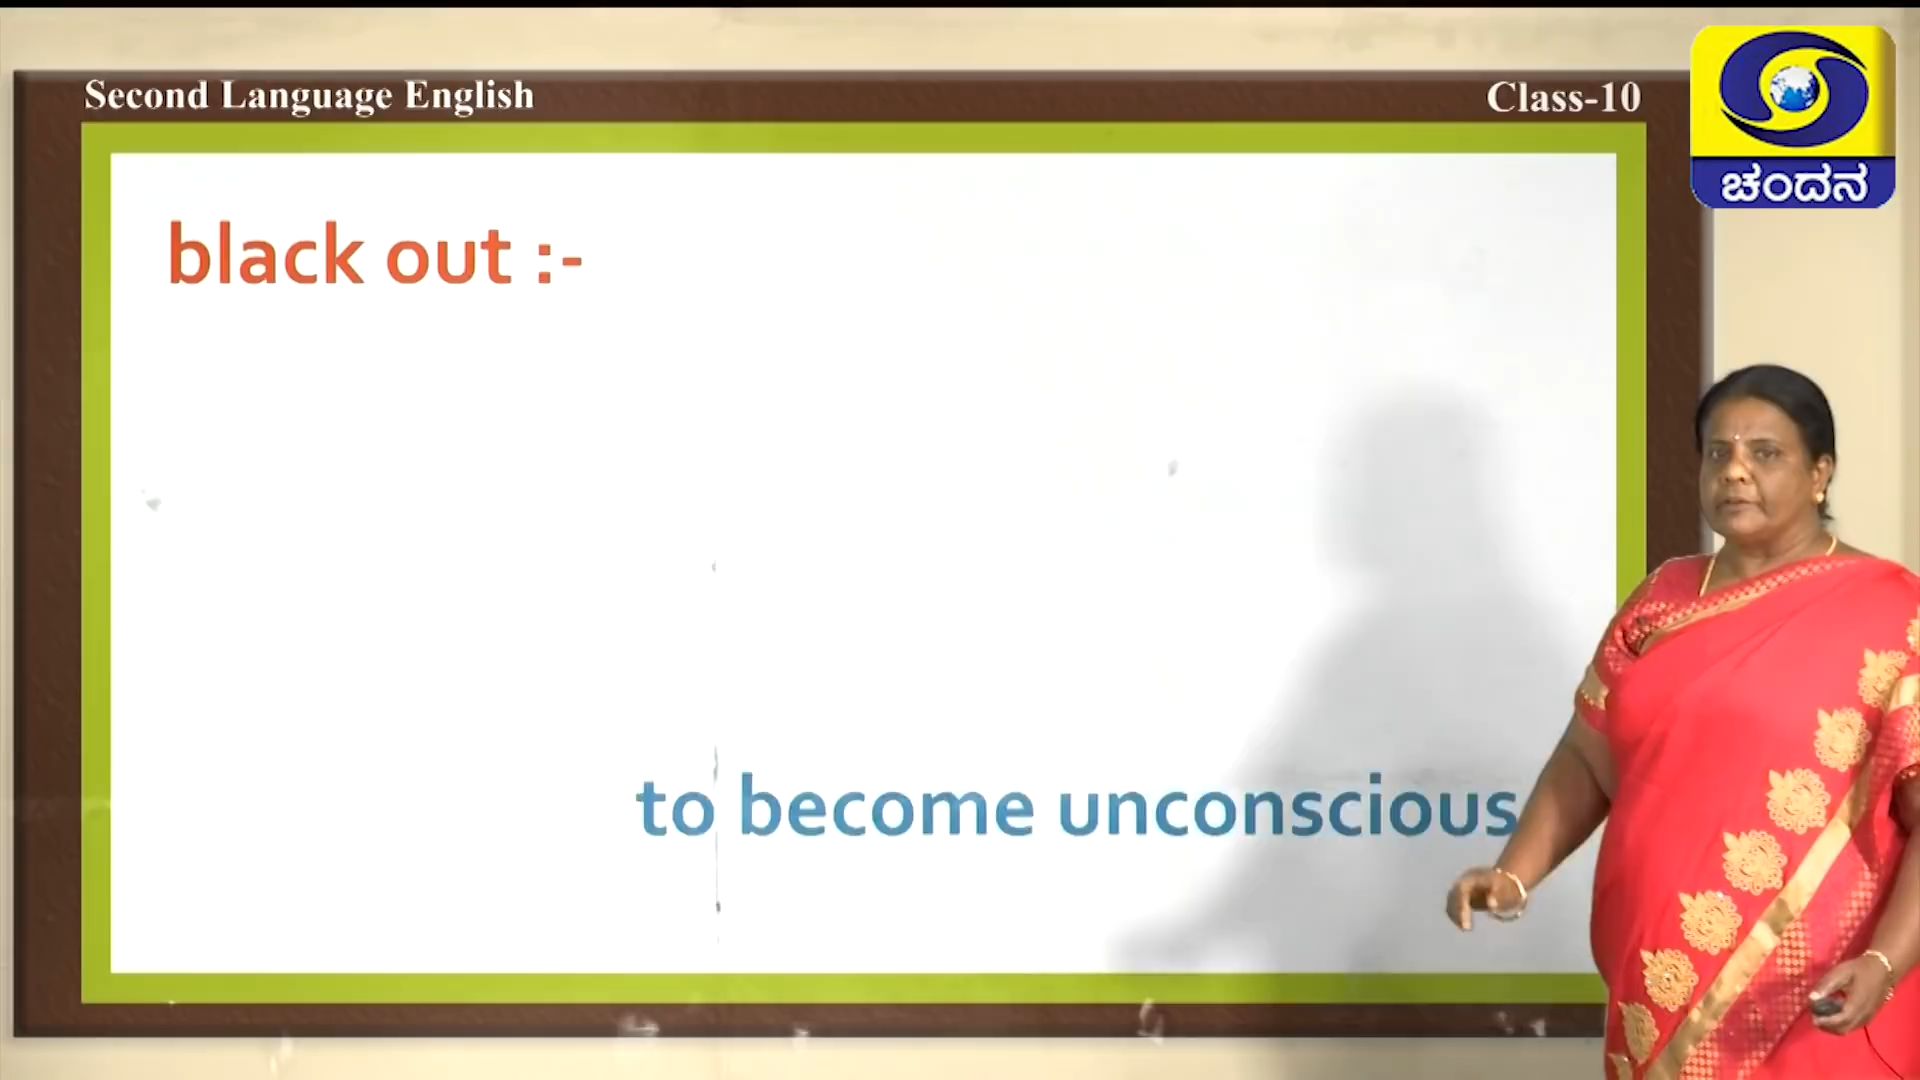 Second Language English
Class-10
ಚಂದನ
black out :-
to become unconscious